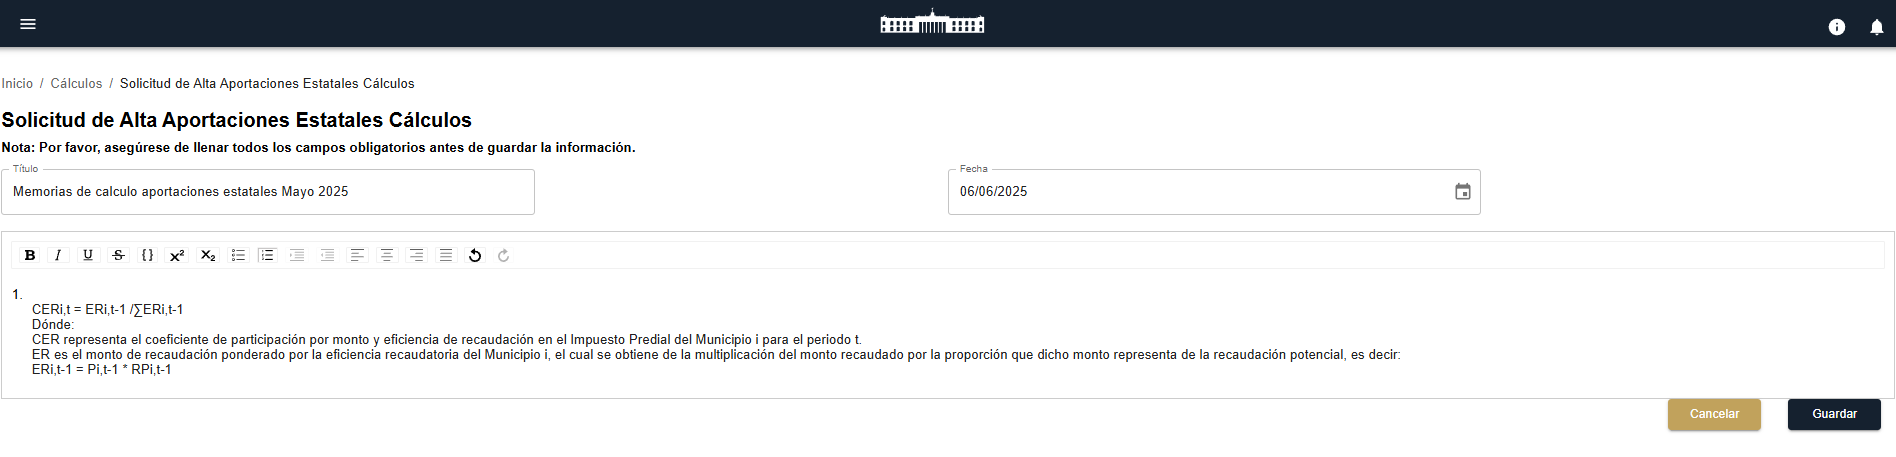 Inicio / Cálculos / Solicitud de Alta Aportaciones Estatales Cálculos
Solicitud de Alta Aportaciones Estatales Cálculos
Nota: Por favor, asegúrese de llenar todos los campos obligatorios antes de guardar la información.
Título
Memorias de calculo aportaciones estatales Mayo 2025
Fecha
06/06/2025
B I U S {} X² X₂
1.
CERi,t = ERi,t-1 /∑ERi,t-1
Dónde:
CER representa el coeficiente de participación por monto y eficiencia de recaudación en el Impuesto Predial del Municipio i para el periodo t.
ER es el monto de recaudación ponderado por la eficiencia recaudatoria del Municipio i, el cual se obtiene de la multiplicación del monto recaudado por la proporción que dicho monto representa de la recaudación potencial, es decir:
ERi,t-1 = Pi,t-1 * RPi,t-1
Cancelar
Guardar